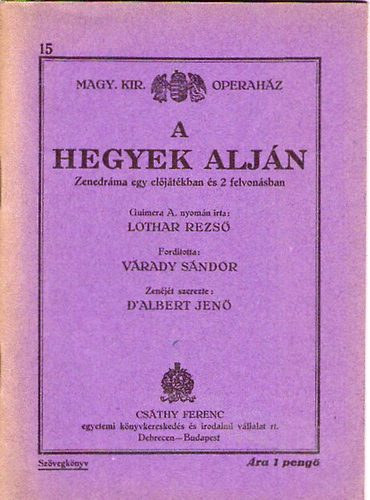 15
MAGY. KIR. OPERAHÁZ
A
HEGYEK ALJÁN
Zenedráma egy előjátékban és 2 felvonásban
Guimera A. nyomán írta:
LOTHAR REZSŐ
Fordította:
VÁRADY SÁNDOR
Zenéjét szerezte:
D'ALBERT JENŐ
CSÁTHY FERENC
egyetemi könyvkereskedés és irodalmi vállalat rt.
Debrecen—Budapest
Szövegkönyv Ára 1 pengő